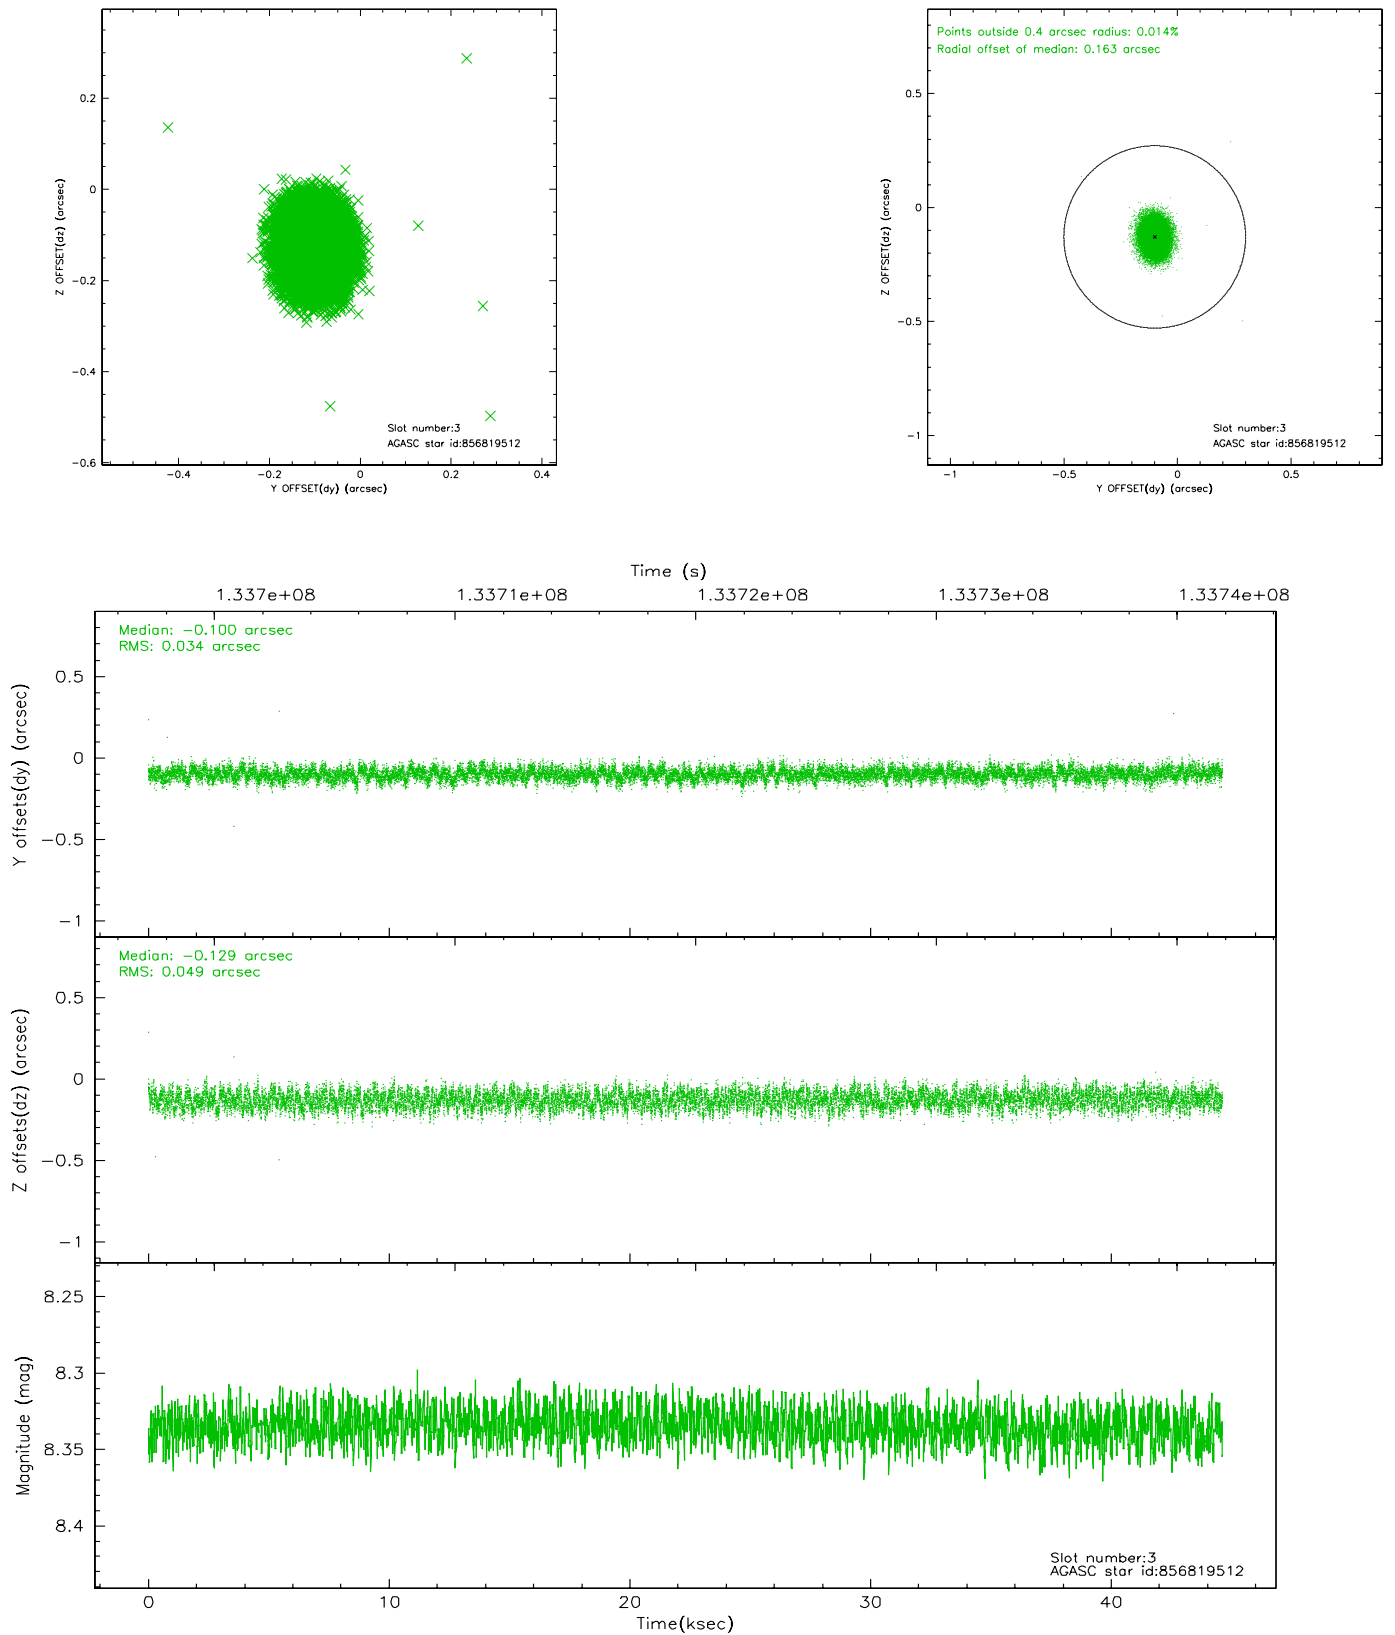 0.2
0
−0.2
−0.4
−0.6
Z OFFSET(dz) (arcsec)
Slot number:3
AGASC star id:856819512
−0.4 −0.2 0 0.2 0.4
Y OFFSET(dy) (arcsec)
Points outside 0.4 arcsec radius: 0.014%
Radial offset of median: 0.163 arcsec
0.5
0
−0.5
−1
Z OFFSET(dz) (arcsec)
Slot number:3
AGASC star id:856819512
−1 −0.5 0 0.5
Y OFFSET(dy) (arcsec)
Time (s)
1.337e+08 1.3371e+08 1.3372e+08 1.3373e+08 1.3374e+08
Median: −0.100 arcsec
RMS: 0.034 arcsec
0.5
0
−0.5
−1
Y offsets(dy) (arcsec)
Median: −0.129 arcsec
RMS: 0.049 arcsec
0.5
0
−0.5
−1
Z offsets(dz) (arcsec)
8.25
8.3
8.35
8.4
Magnitude (mag)
Slot number:3
AGASC star id:856819512
0 10 20 30 40
Time(ksec)